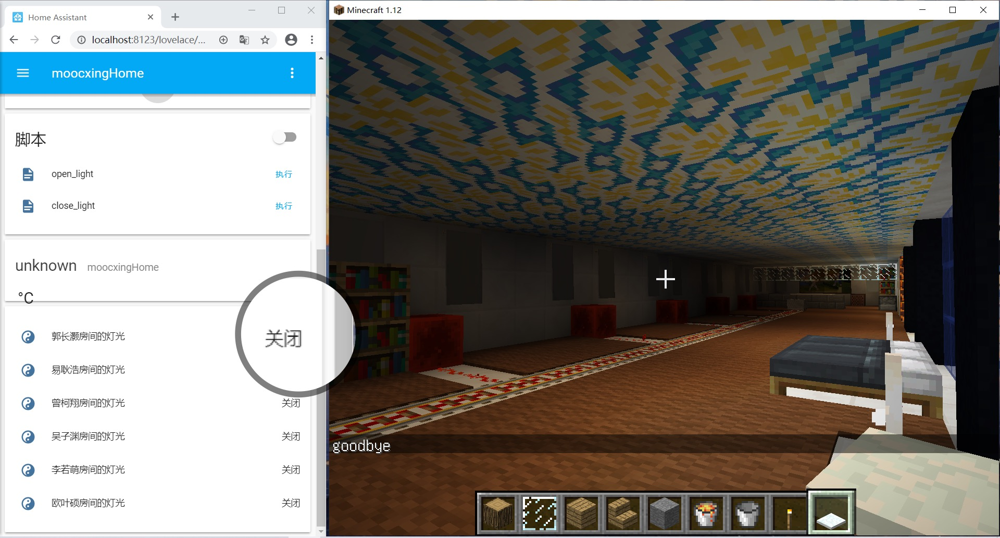 Home Assistant
localhost:8123/lovelace/...
moocxingHome
脚本
open_light
执行
close_light
执行
unknown moocxingHome
°C
郭长灏房间的灯光
关闭
易耿浩房间的灯光
曾柯翔房间的灯光
关闭
吴子渊房间的灯光
关闭
李若萌房间的灯光
关闭
欧叶硕房间的灯光
关闭
Minecraft 1.12
goodbye